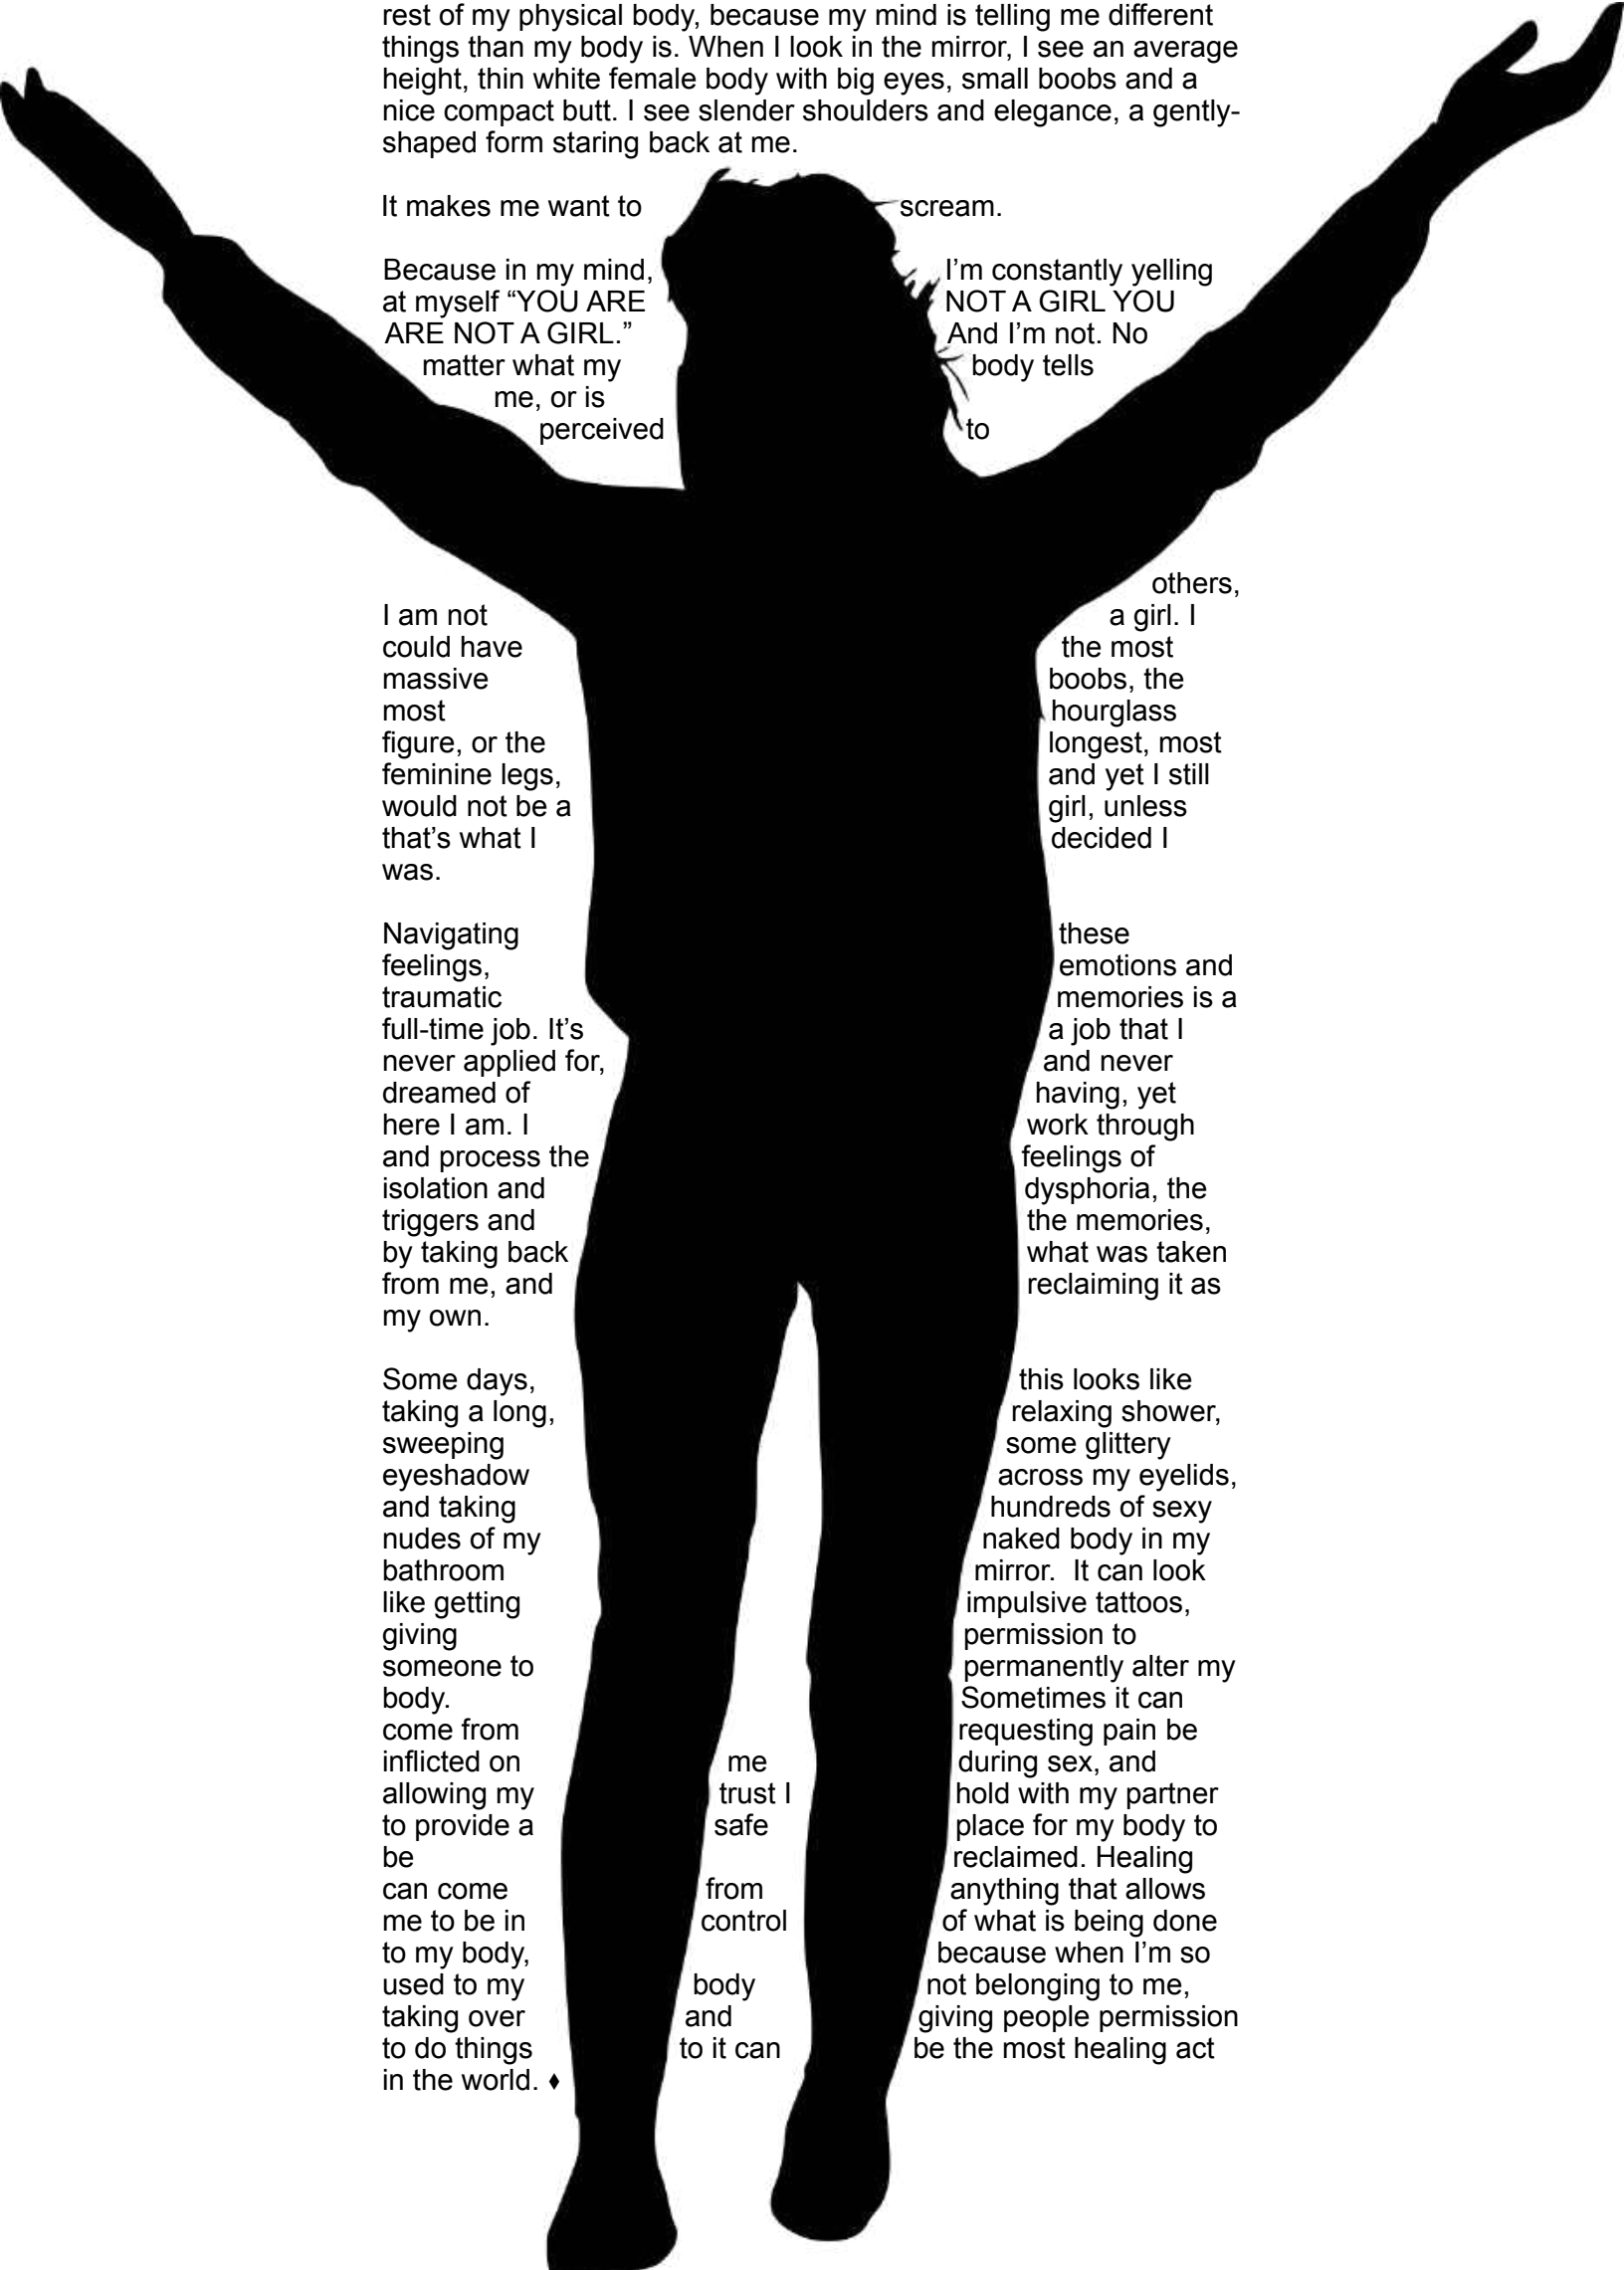 rest of my physical body, because my mind is telling me different
things than my body is. When I look in the mirror, I see an average
height, thin white female body with big eyes, small boobs and a
nice compact butt. I see slender shoulders and elegance, a gently-
shaped form staring back at me.
It makes me want to scream.
Because in my mind, I’m constantly yelling
at myself “YOU ARE NOT A GIRL YOU
ARE NOT A GIRL.” And I’m not. No
matter what my body tells
me, or is
perceived to
others,
I am not a girl. I
could have the most
massive boobs, the
most hourglass
figure, or the longest, most
feminine legs, and yet I still
would not be a girl, unless
that’s what I decided I
was.
Navigating these
feelings, emotions and
traumatic memories is a
full-time job. It’s a job that I
never applied for, and never
dreamed of having, yet
here I am. I work through
and process the feelings of
isolation and dysphoria, the
triggers and the memories,
by taking back what was taken
from me, and reclaiming it as
my own.
Some days, this looks like
taking a long, relaxing shower,
sweeping some glittery
eyeshadow across my eyelids,
and taking hundreds of sexy
nudes of my naked body in my
bathroom mirror.  It can look
like getting impulsive tattoos,
giving permission to
someone to permanently alter my
body. Sometimes it can
come from requesting pain be
inflicted on me during sex, and
allowing my trust I hold with my partner
to provide a safe place for my body to
be reclaimed. Healing
can come from anything that allows
me to be in control of what is being done
to my body, because when I’m so
used to my body not belonging to me,
taking over and giving people permission
to do things to it can be the most healing act
in the world. ♦